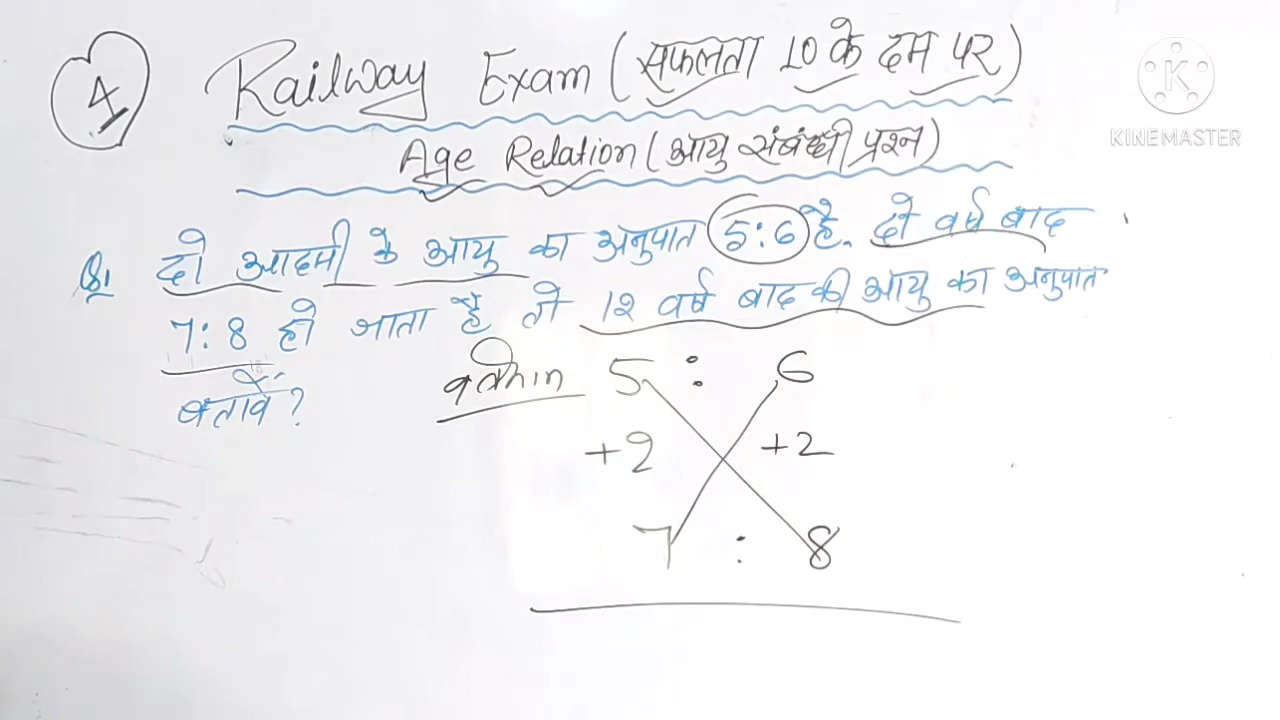 4 Railway Exam (सफलता 10 के दम पर)
KINEMASTER
Age Relation (आयु संबंधी प्रश्न)
Q1 दो आदमी के आयु का अनुपात 5:6 है. दो वर्ष बाद
7:8 हो जाता है तो 12 वर्ष बाद की आयु का अनुपात
बतावें?
वर्तमान 5 : 6
+2 +2
7 : 8